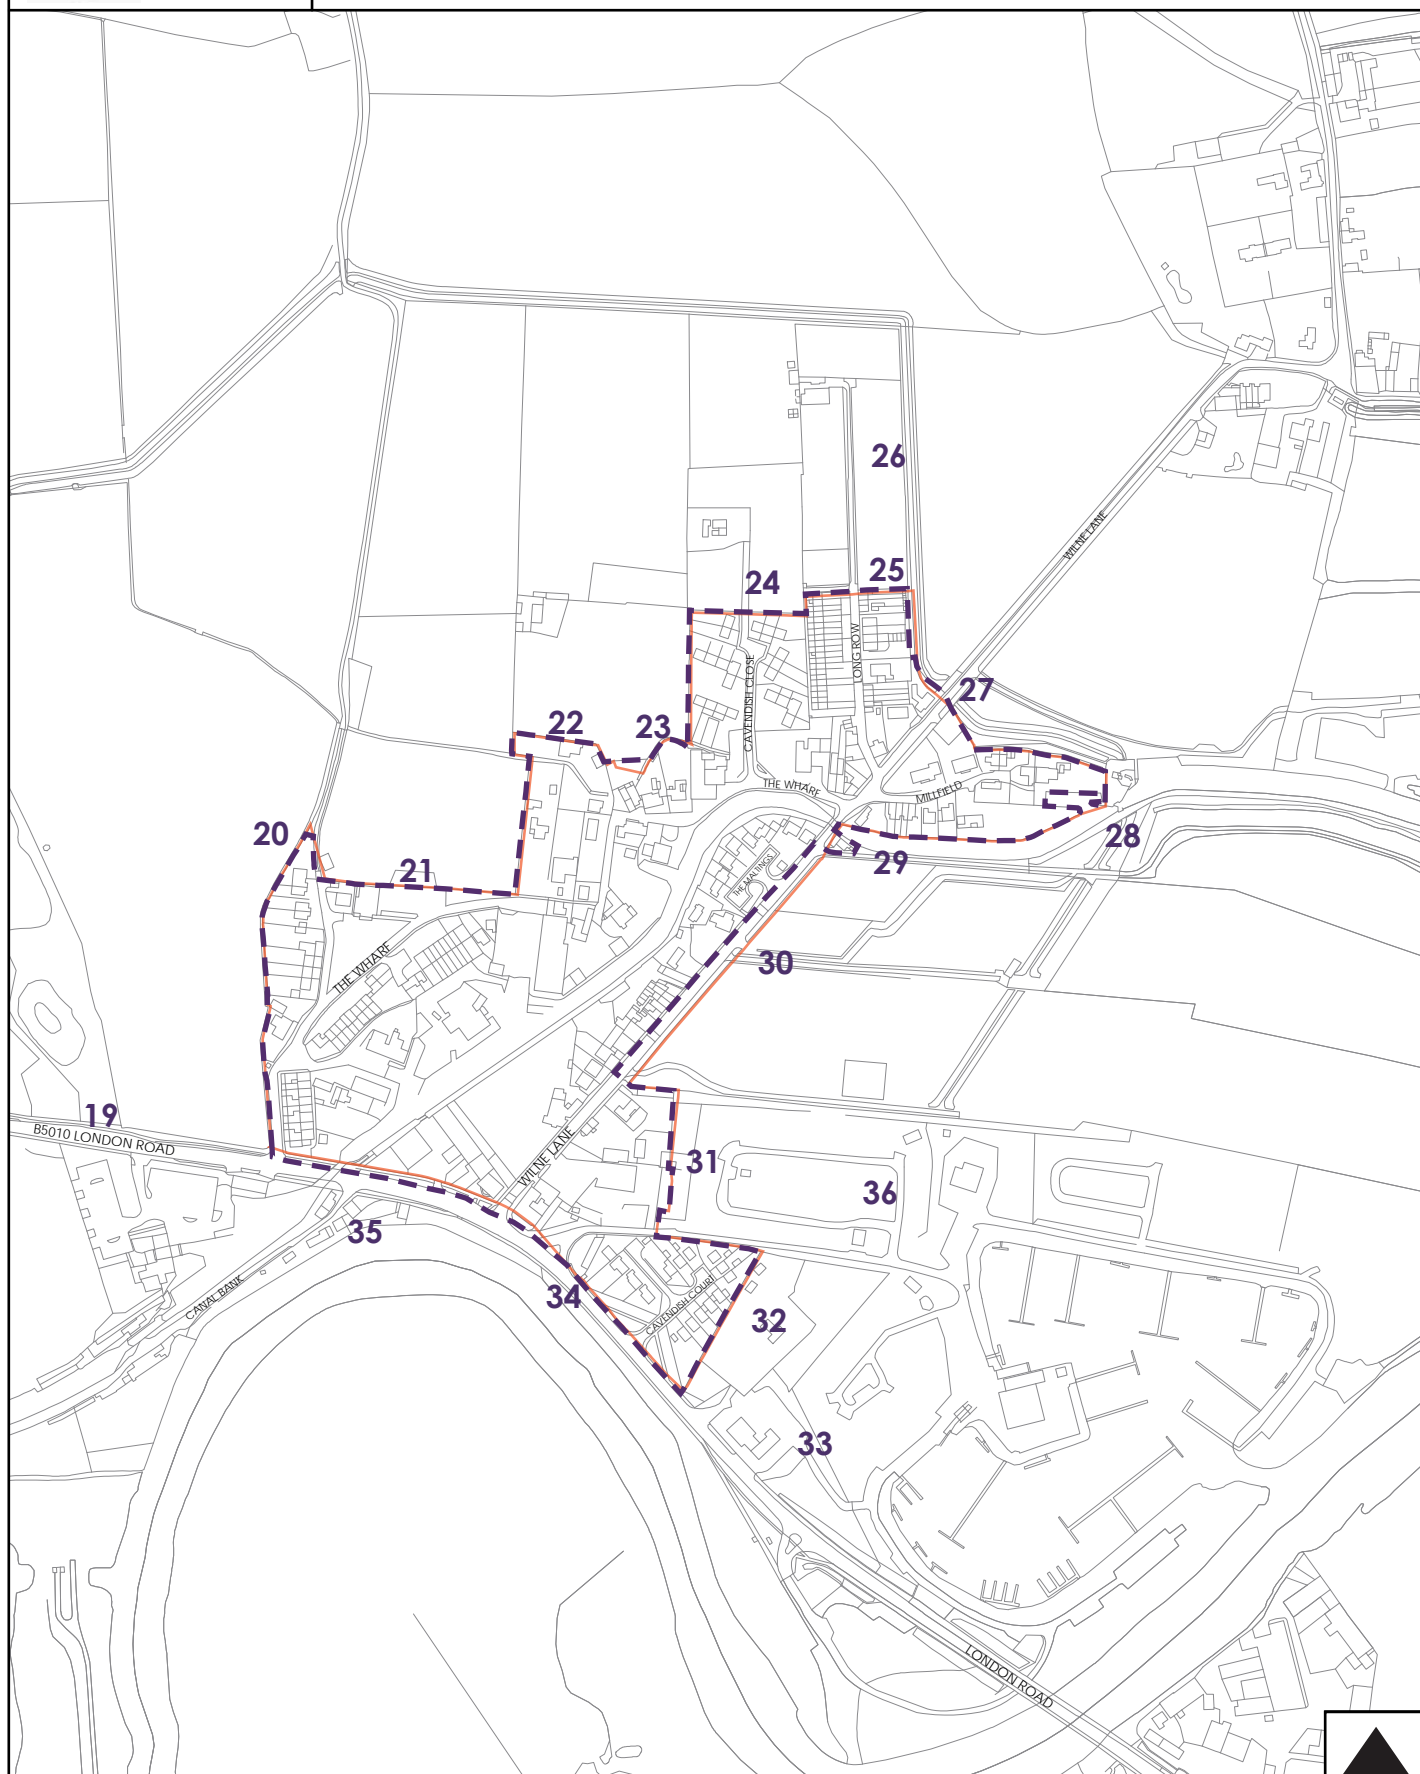 26
WILNE LANE
25
24
LONG ROW
CAVENDISH CLOSE
27
22
23
THE WHARF
MILLFIELD
20
28
21
29
THE MALTINGS
THE WHARF
30
19
B5010 LONDON ROAD
WILNE LANE
31
36
35
CANAL BANK
34
CAVENDISH COURT
32
33
LONDON ROAD